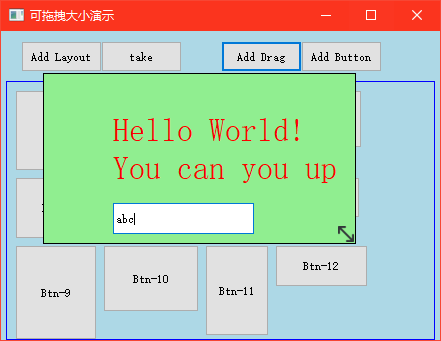 可拖拽大小演示
Add Layout
take
Add Drag
Add Button
Hello World!
You can you up
abc
Btn-9
Btn-10
Btn-11
Btn-12